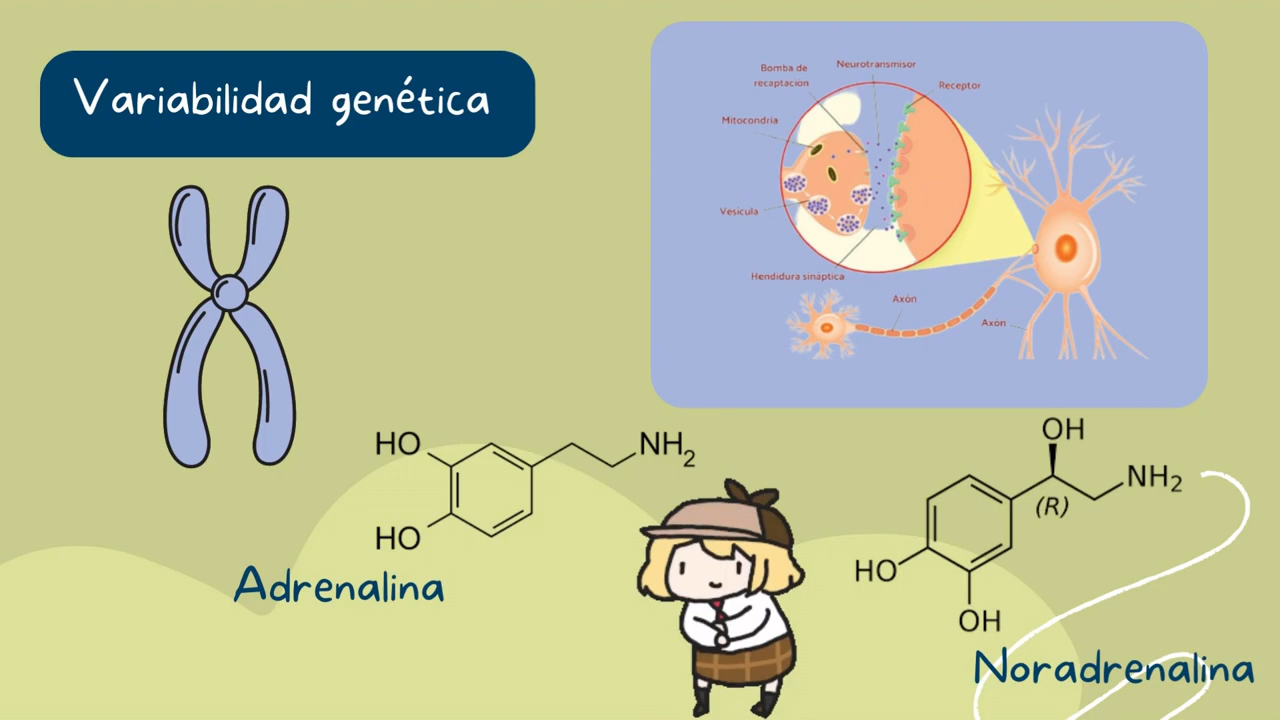 Variabilidad genética
Bomba de
recaptación
Neurotransmisor
Receptor
Mitocondria
Vesícula
Hendidura sináptica
Axón
Axón
HO
NH2
HO
Adrenalina
OH
NH2
(R)
HO
OH
Noradrenalina